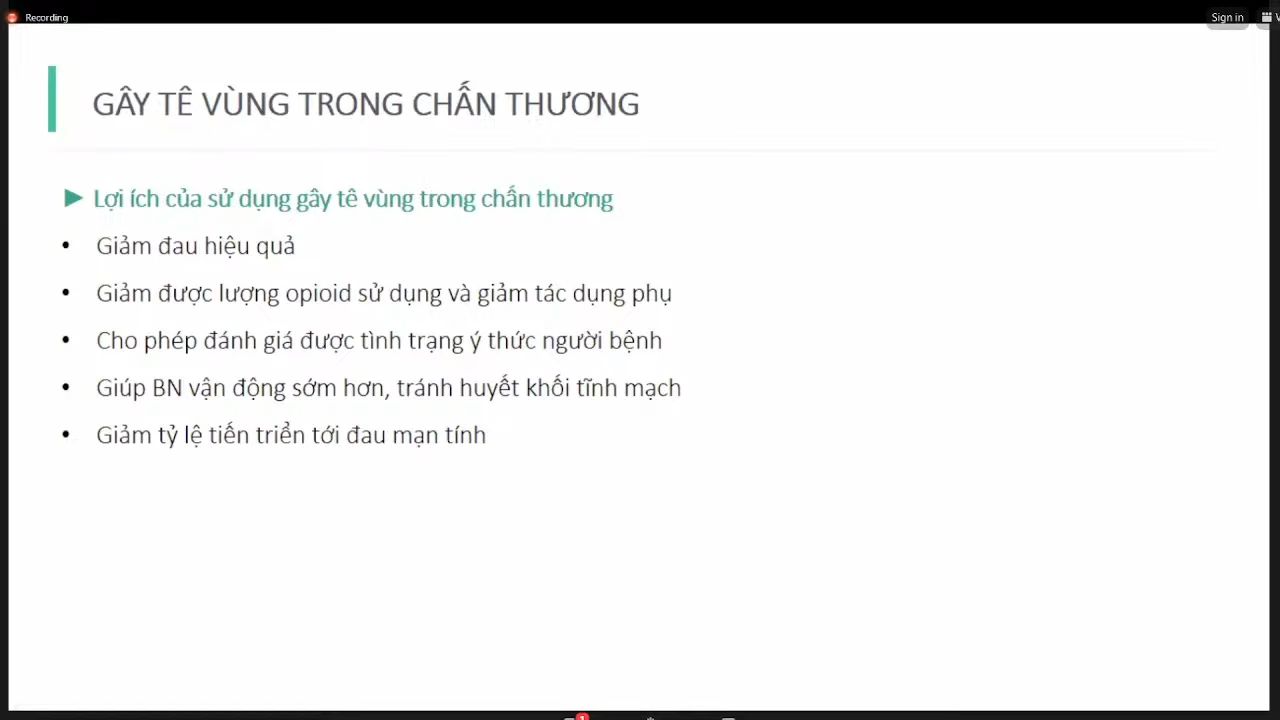 Recording
Sign in
GÂY TÊ VÙNG TRONG CHẤN THƯƠNG
► Lợi ích của sử dụng gây tê vùng trong chấn thương
• Giảm đau hiệu quả
• Giảm được lượng opioid sử dụng và giảm tác dụng phụ
• Cho phép đánh giá được tình trạng ý thức người bệnh
• Giúp BN vận động sớm hơn, tránh huyết khối tĩnh mạch
• Giảm tỷ lệ tiến triển tới đau mạn tính
1